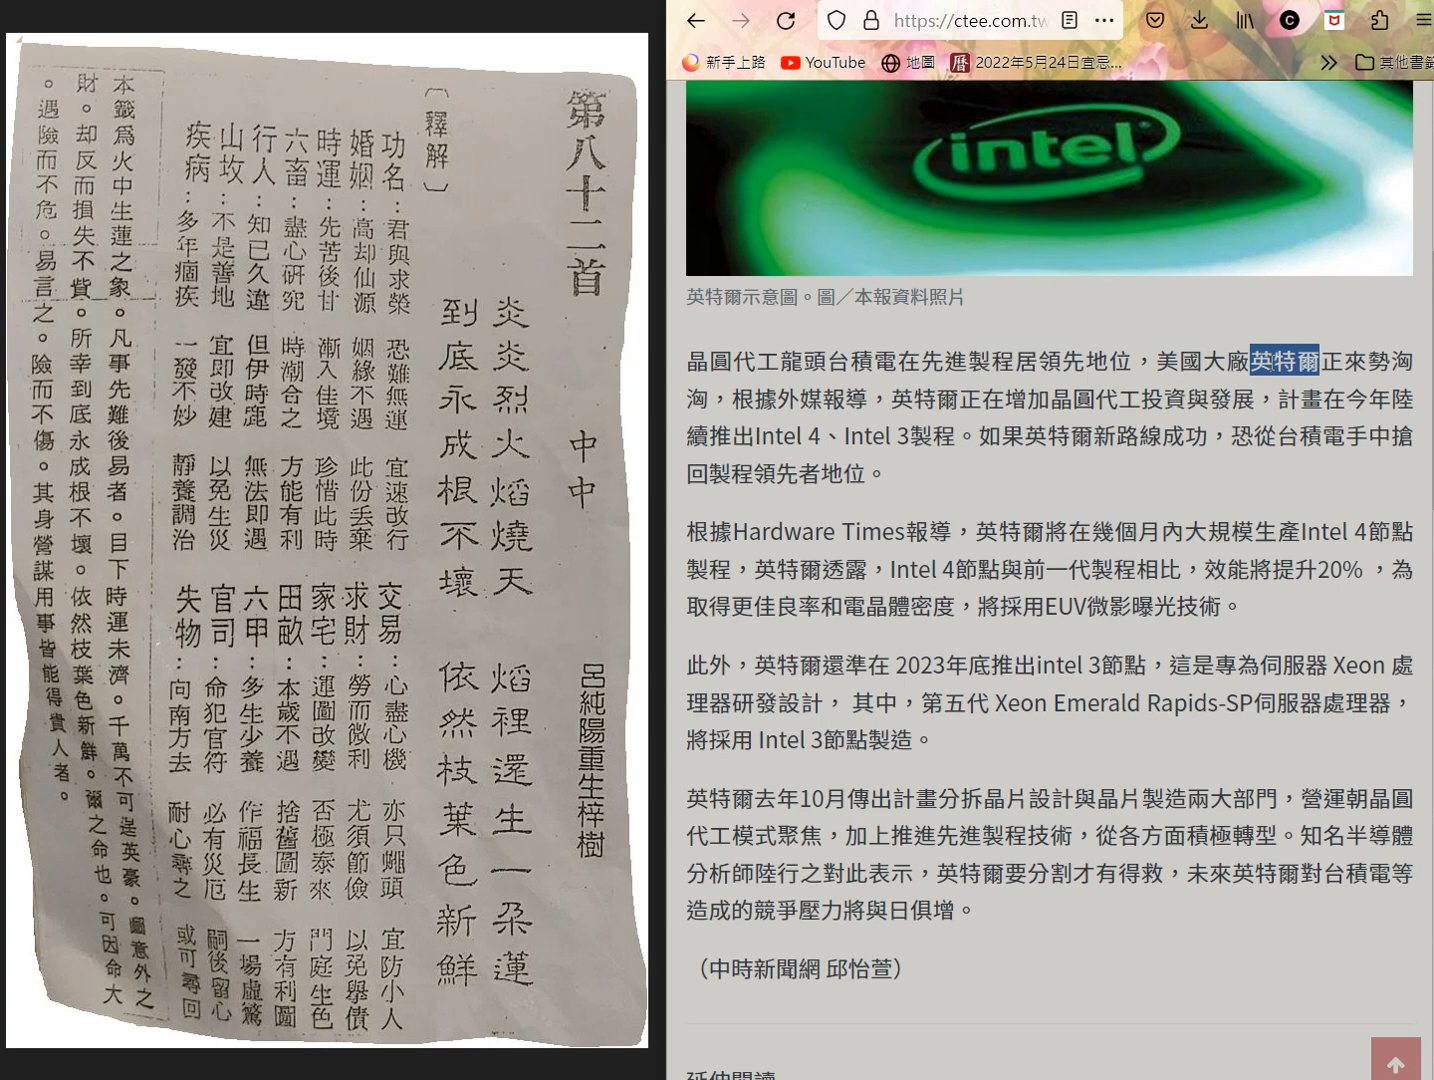 第八十二首
中中
呂純陽重生梓樹
炎炎烈火熖燒天 熖裡還生一朵蓮
到底永成根不壞 依然枝葉色新鮮
〔釋解〕
功名：君與求榮 恐難無運 宜速改行
婚姻：高却仙源 姻緣不遇 此份丢棄
時運：先苦後甘 漸入佳境 珍惜此時
六畜：盡心研究 時潮合之 方能有利
行人：知已久違 但伊時麁 無法即遇
山坟：不是善地 宜即改建 以免生災
疾病：多年痼疾 一發不妙 靜養調治
交易：心盡心機 亦只蠅頭 宜防小人
求財：勞而微利 尤須節儉 以免舉債
家宅：運圖改變 否極泰來 門庭生色
田畝：本歲不遇 捨舊圖新 方有利圖
六甲：多生少養 作福長生 一場虛驚
官司：命犯官符 必有災厄 嗣後留心
失物：向南方去 耐心尋之 或可尋回
本籤爲火中生蓮之象。凡事先難後易者。目下時運未濟。千萬不可逞英豪。圖意外之
財。却反而損失不貲。所幸到底永成根不壞。依然枝葉色新鮮。爾之命也。可因命大
。遇險而不危。易言之。險而不傷。其身營謀用事皆能得貴人者。
https://ctee.com.tw
新手上路
YouTube
地圖
曆
2022年5月24日宜忌...
其他書籤
intel
英特爾示意圖。圖／本報資料照片
晶圓代工龍頭台積電在先進製程居領先地位，美國大廠英特爾正來勢洶
洶，根據外媒報導，英特爾正在增加晶圓代工投資與發展，計畫在今年陸
續推出Intel 4、Intel 3製程。如果英特爾新路線成功，恐從台積電手中搶
回製程領先者地位。
根據Hardware Times報導，英特爾將在幾個月內大規模生產Intel 4節點
製程，英特爾透露，Intel 4節點與前一代製程相比，效能將提升20% ，為
取得更佳良率和電晶體密度，將採用EUV微影曝光技術。
此外，英特爾還準在 2023年底推出intel 3節點，這是專為伺服器 Xeon 處
理器研發設計， 其中，第五代 Xeon Emerald Rapids-SP伺服器處理器，
將採用 Intel 3節點製造。
英特爾去年10月傳出計畫分拆晶片設計與晶片製造兩大部門，營運朝晶圓
代工模式聚焦，加上推進先進製程技術，從各方面積極轉型。知名半導體
分析師陸行之對此表示，英特爾要分割才有得救，未來英特爾對台積電等
造成的競爭壓力將與日俱增。
（中時新聞網 邱怡萱）
延伸閱讀